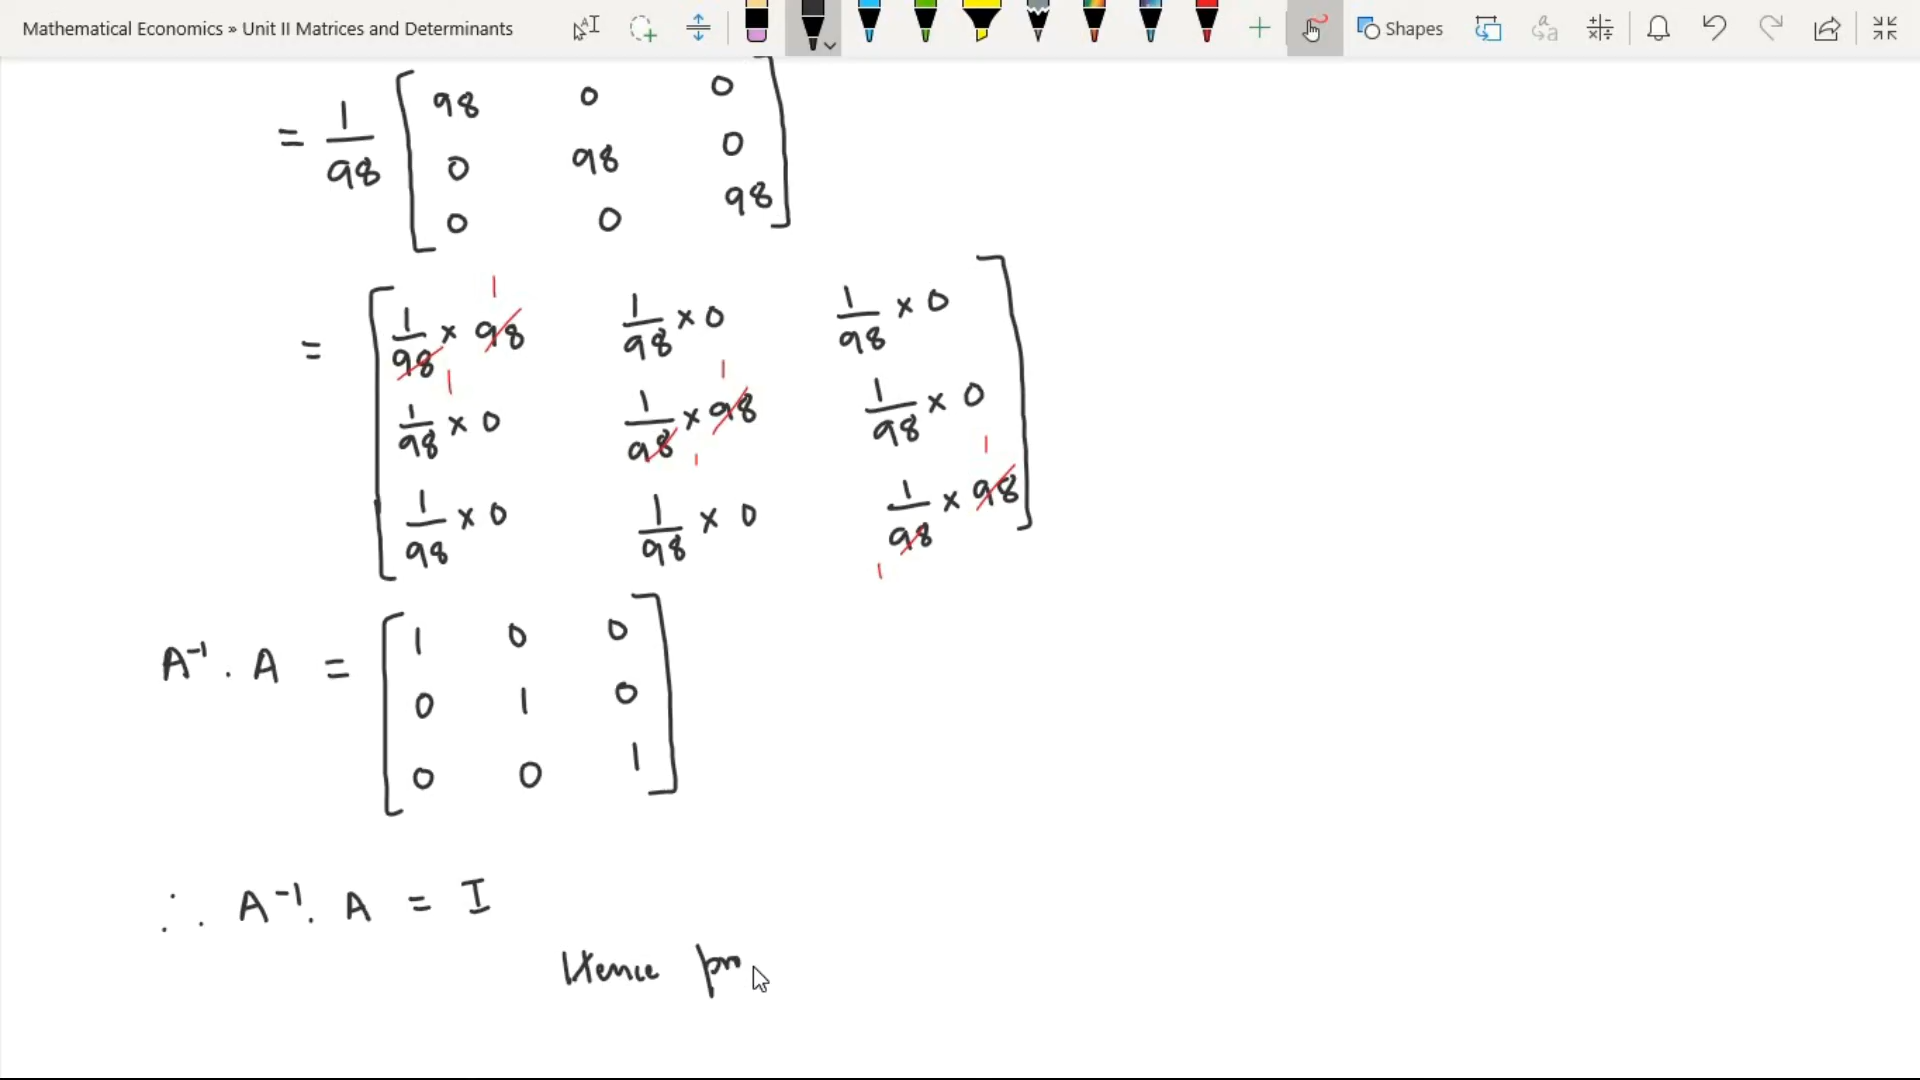 Mathematical Economics » Unit II Matrices and Determinants
Shapes
= 1/98 [ 98 0 0
0 98 0
0 0 98 ]
= [ 1/98 × 98 1/98 × 0 1/98 × 0
1/98 × 0 1/98 × 98 1/98 × 0
1/98 × 0 1/98 × 0 1/98 × 98 ]
A⁻¹ . A = [ 1 0 0
0 1 0
0 0 1 ]
∴ A⁻¹ . A = I
Hence pro